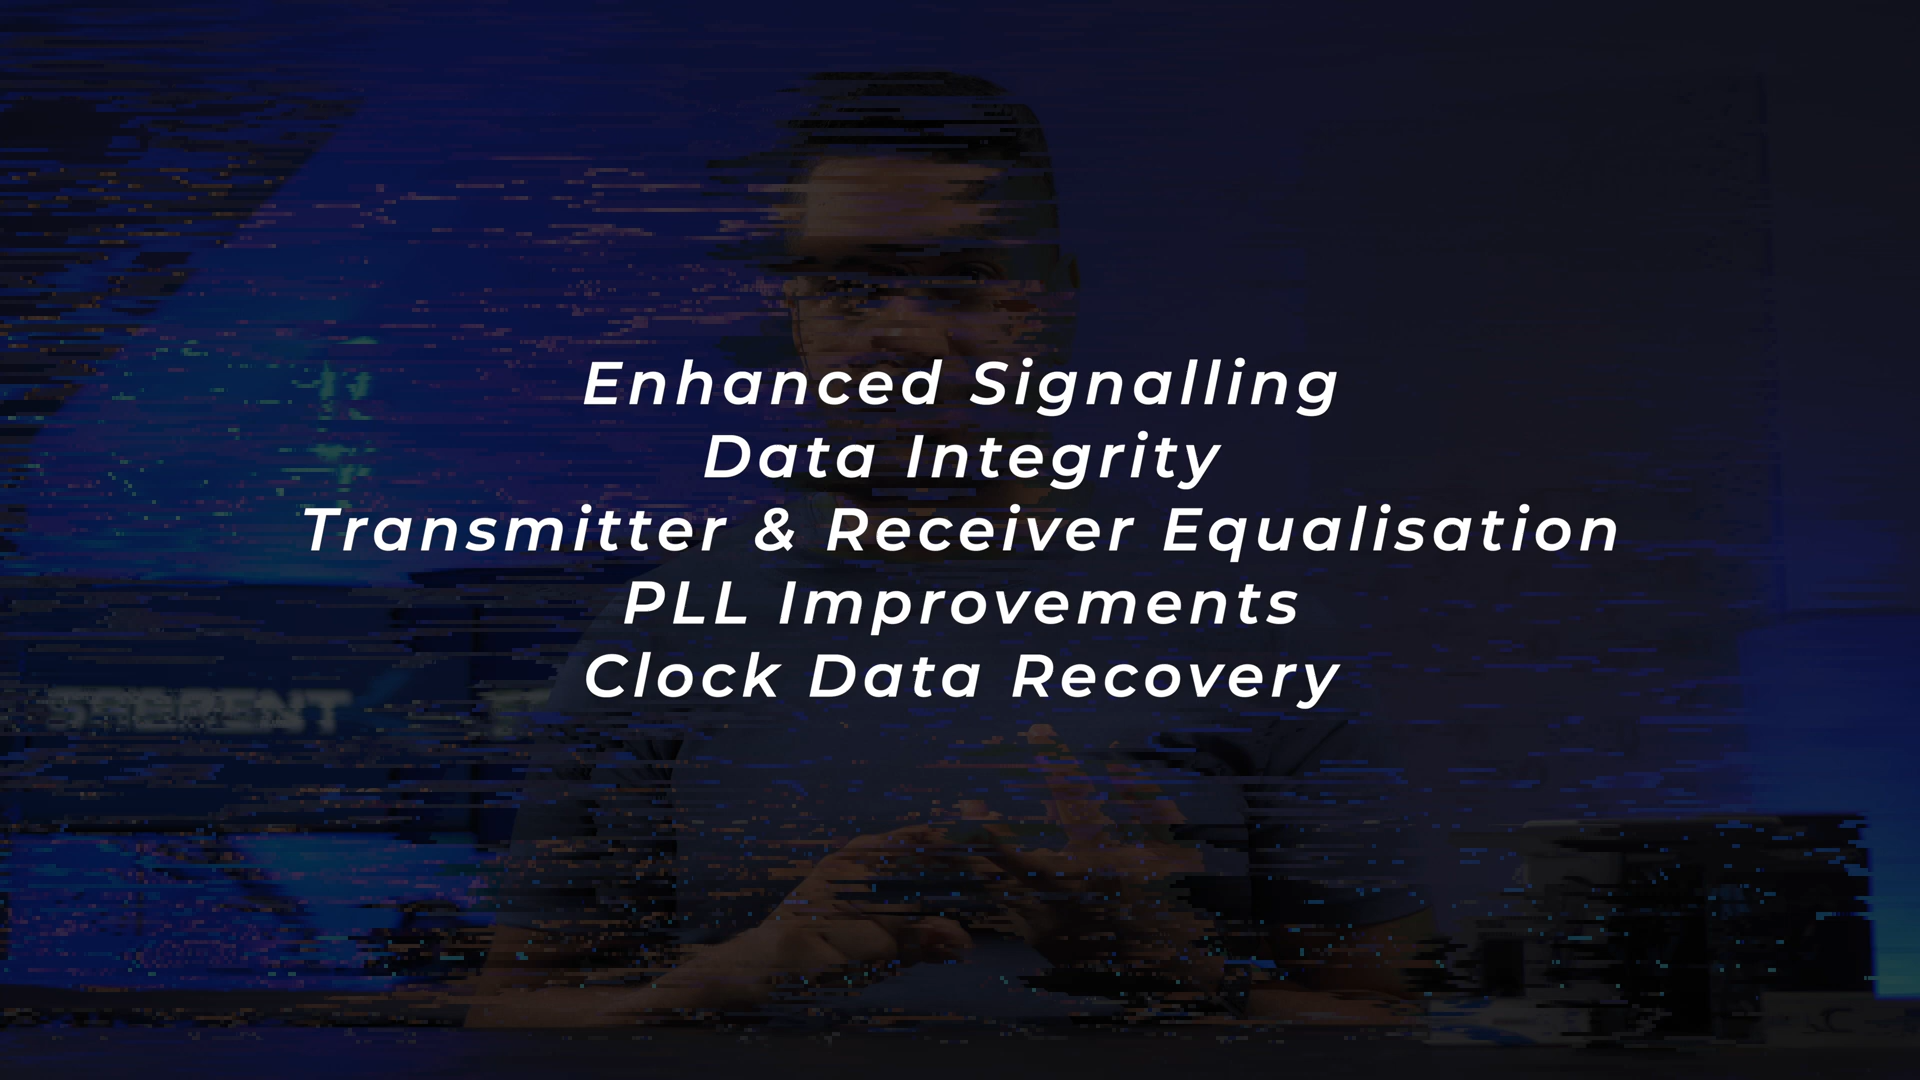 Enhanced Signalling
Data Integrity
Transmitter & Receiver Equalisation
PLL Improvements
Clock Data Recovery